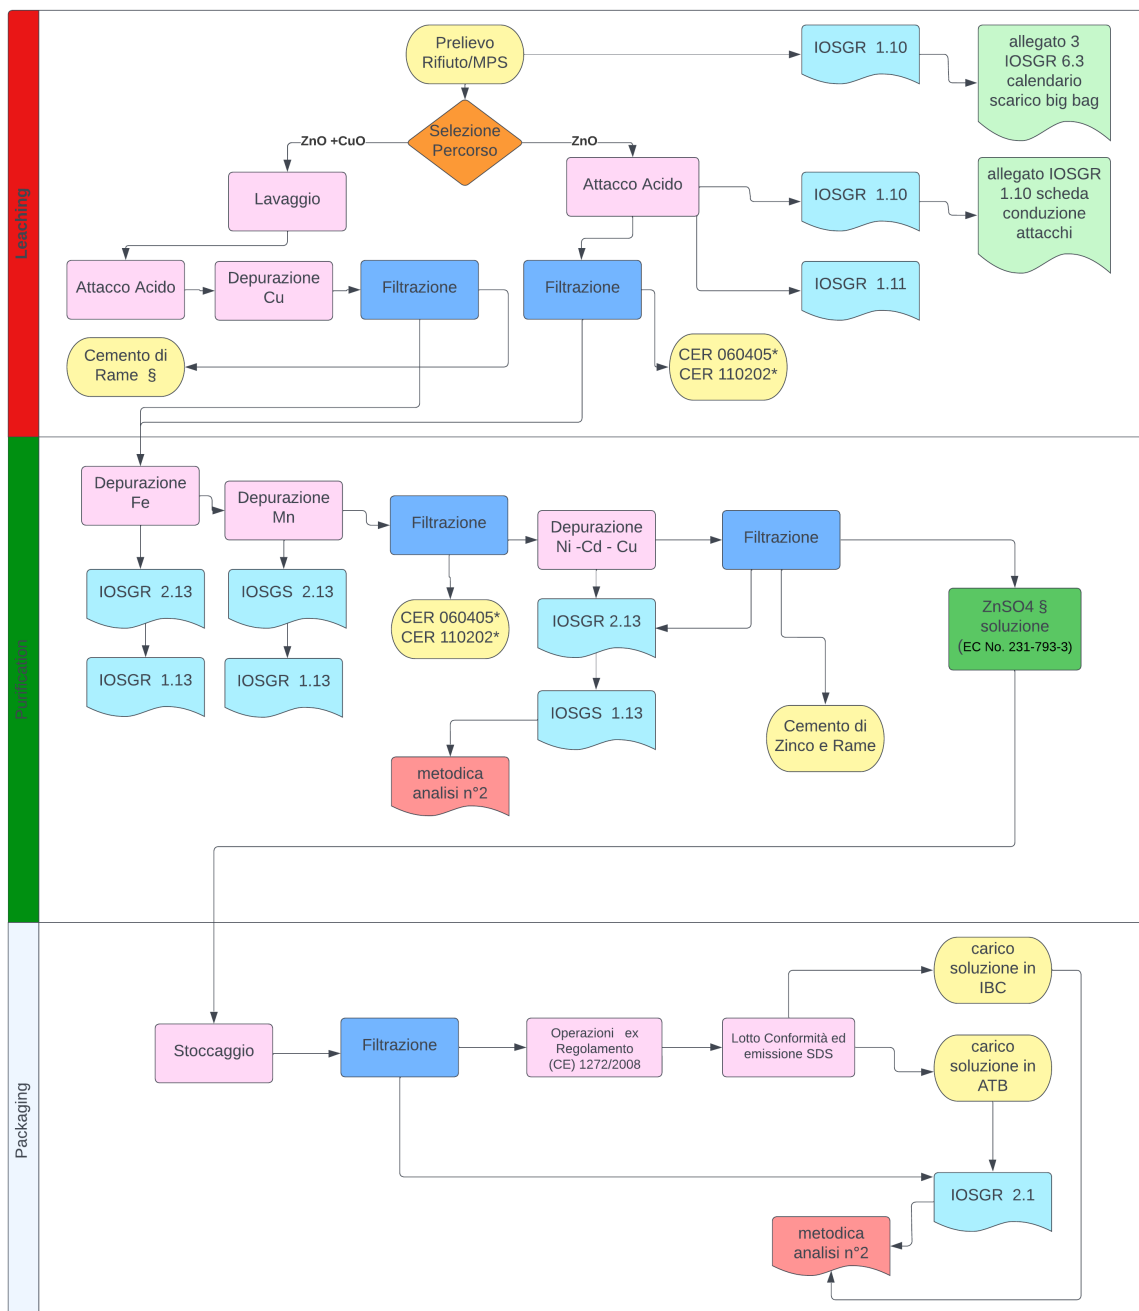 Leaching
Prelievo
Rifiuto/MPS
IOSGR 1.10
allegato 3
IOSGR 6.3
calendario
scarico big bag
Selezione
Percorso
ZnO +CuO
ZnO
Lavaggio
Attacco Acido
IOSGR 1.10
allegato IOSGR
1.10 scheda
conduzione
attacchi
Attacco Acido
Depurazione
Cu
Filtrazione
Filtrazione
IOSGR 1.11
Cemento di
Rame §
CER 060405*
CER 110202*
Purification
Depurazione
Fe
Depurazione
Mn
Filtrazione
Depurazione
Ni -Cd - Cu
Filtrazione
IOSGR 2.13
IOSGS 2.13
CER 060405*
CER 110202*
IOSGR 2.13
ZnSO4 §
soluzione
(EC No. 231-793-3)
IOSGR 1.13
IOSGR 1.13
IOSGS 1.13
Cemento di
Zinco e Rame
metodica
analisi n°2
Packaging
carico
soluzione in
IBC
Stoccaggio
Filtrazione
Operazioni ex
Regolamento
(CE) 1272/2008
Lotto Conformità ed
emissione SDS
carico
soluzione in
ATB
IOSGR 2.1
metodica
analisi n°2